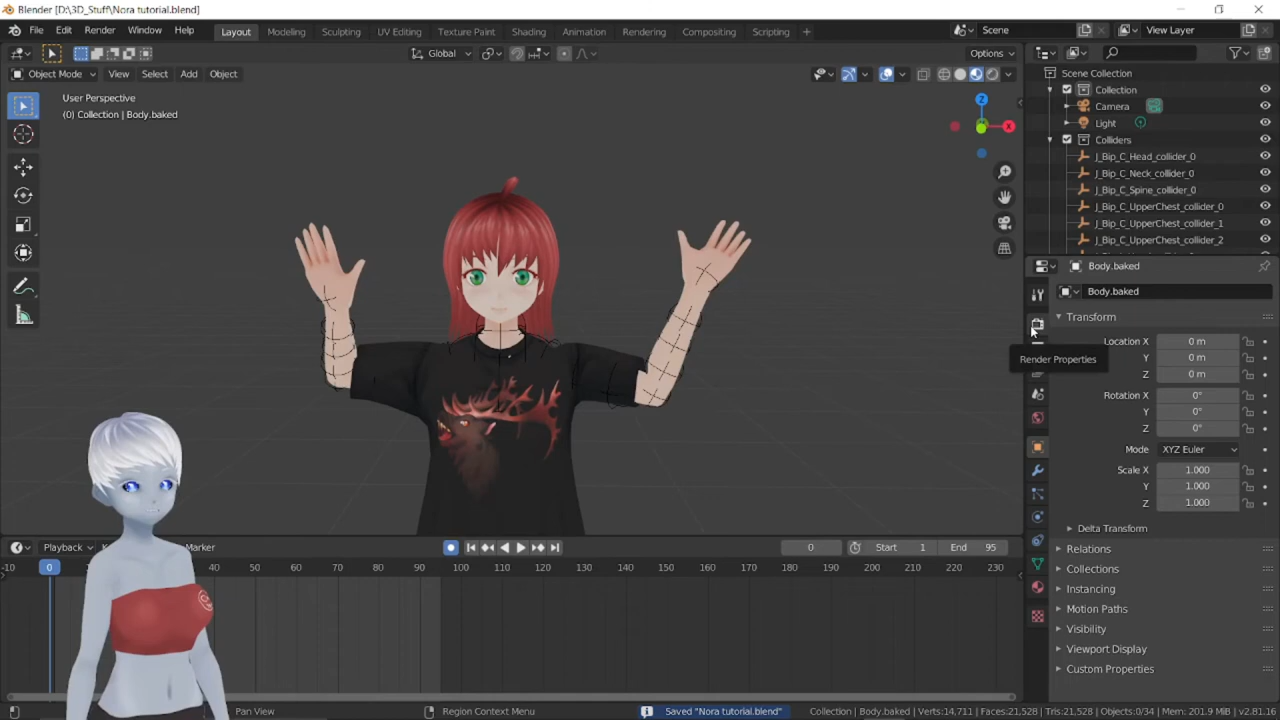 Blender [D:\3D_Stuff\Nora tutorial.blend]
File Edit Render Window Help
Layout Modeling Sculpting UV Editing Texture Paint Shading Animation Rendering Compositing Scripting +
Scene
View Layer
Global
Options
Object Mode View Select Add Object
User Perspective
(0) Collection | Body.baked
Z
X
Scene Collection
Collection
Camera
Light
Colliders
J_Bip_C_Head_collider_0
J_Bip_C_Neck_collider_0
J_Bip_C_Spine_collider_0
J_Bip_C_UpperChest_collider_0
J_Bip_C_UpperChest_collider_1
J_Bip_C_UpperChest_collider_2
Body.baked
Body.baked
Transform
Location X 0 m
Y 0 m
Z 0 m
Render Properties
Rotation X 0°
Y 0°
Z 0°
Mode XYZ Euler
Scale X 1.000
Y 1.000
Z 1.000
Delta Transform
Relations
Collections
Instancing
Motion Paths
Visibility
Viewport Display
Custom Properties
Playback Marker
0 Start 1 End 95
-10 0 40 50 60 70 80 90 100 110 120 130 140 150 160 170 180 190 200 210 220 230
Pan View
Region Context Menu
Saved "Nora tutorial.blend"
Collection | Body.baked | Verts:14,711 | Faces:21,528 | Tris:21,528 | Objects:0/34 | Mem: 201.9 MiB | v2.81.16